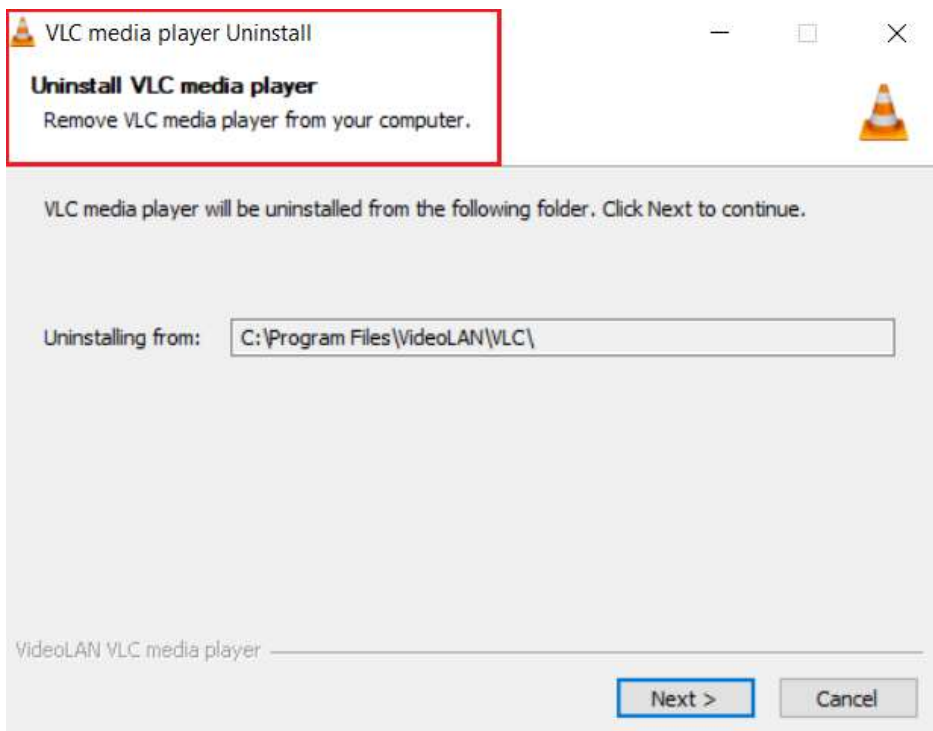 VLC media player Uninstall
Uninstall VLC media player
Remove VLC media player from your computer.
VLC media player will be uninstalled from the following folder. Click Next to continue.
Uninstalling from: C:\Program Files\VideoLAN\VLC\
VideoLAN VLC media player
Next > Cancel